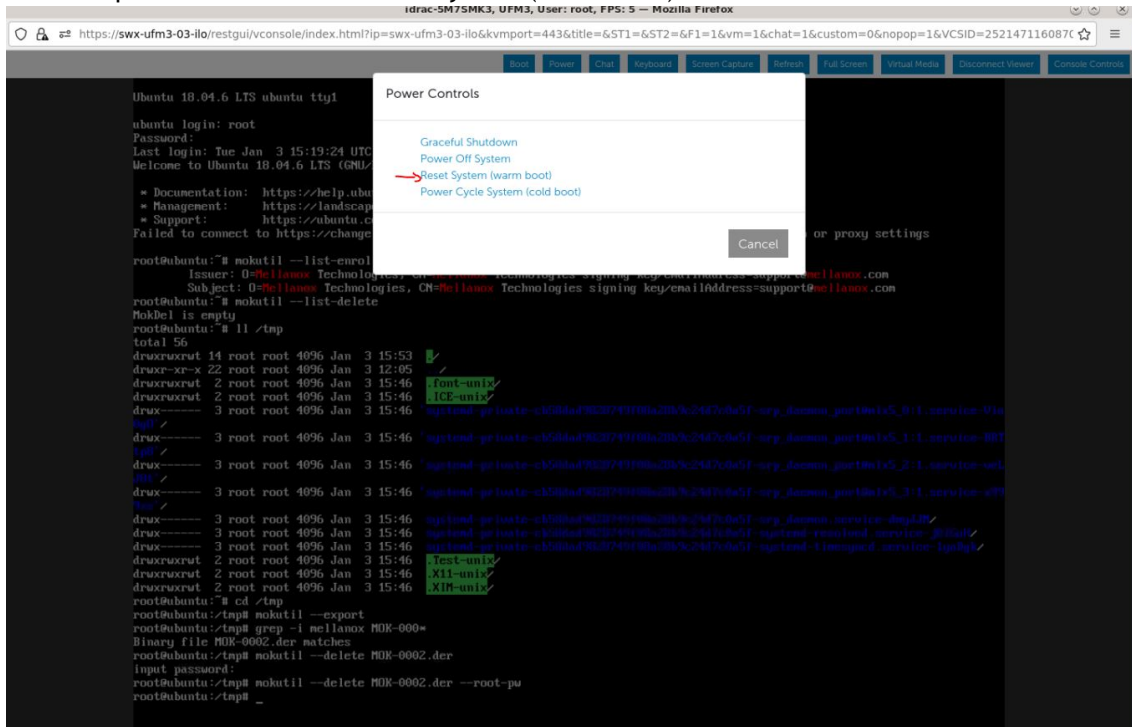 idrac-5M7SMK3, UFM3, User: root, FPS: 5 — Mozilla Firefox
https://swx-ufm3-03-ilo/restgui/vconsole/index.html?ip=swx-ufm3-03-ilo&kvmport=443&title=&ST1=&ST2=&F1=1&vm=1&chat=1&custom=0&nopop=1&VCSID=2521471160870
Boot Power Chat Keyboard Screen Capture Refresh Full Screen Virtual Media Disconnect Viewer Console Controls
Power Controls
Graceful Shutdown
Power Off System
Reset System (warm boot)
Power Cycle System (cold boot)
Cancel
Ubuntu 18.04.6 LTS ubuntu tty1
ubuntu login: root
Password:
Last login: Tue Jan 3 15:19:24 UTC
Welcome to Ubuntu 18.04.6 LTS (GNU/
* Documentation: https://help.ubu
* Management: https://landscap
* Support: https://ubuntu.c
Failed to connect to https://change or proxy settings
root@ubuntu:~# mokutil --list-enrol
Issuer: O=Mellanox Technologies, CN=Mellanox Technologies signing key/emailAddress=support@mellanox.com
Subject: O=Mellanox Technologies, CN=Mellanox Technologies signing key/emailAddress=support@mellanox.com
root@ubuntu:~# mokutil --list-delete
MokDel is empty
root@ubuntu:~# ll /tmp
total 56
drwxrwxrwt 14 root root 4096 Jan 3 15:53 ./
drwxr-xr-x 22 root root 4096 Jan 3 12:05 /
drwxrwxrwt 2 root root 4096 Jan 3 15:46 .font-unix/
drwxrwxrwt 2 root root 4096 Jan 3 15:46 .ICE-unix/
drwx------ 3 root root 4096 Jan 3 15:46
drwx------ 3 root root 4096 Jan 3 15:46
drwx------ 3 root root 4096 Jan 3 15:46
drwx------ 3 root root 4096 Jan 3 15:46
drwx------ 3 root root 4096 Jan 3 15:46
drwx------ 3 root root 4096 Jan 3 15:46
drwx------ 3 root root 4096 Jan 3 15:46
drwxrwxrwt 2 root root 4096 Jan 3 15:46 .Test-unix/
drwxrwxrwt 2 root root 4096 Jan 3 15:46 .X11-unix/
drwxrwxrwt 2 root root 4096 Jan 3 15:46 .XIM-unix/
root@ubuntu:~# cd /tmp
root@ubuntu:/tmp# mokutil --export
root@ubuntu:/tmp# grep -i mellanox MOK-000*
Binary file MOK-0002.der matches
root@ubuntu:/tmp# mokutil --delete MOK-0002.der
input password:
root@ubuntu:/tmp# mokutil --delete MOK-0002.der --root-pw
root@ubuntu:/tmp# _